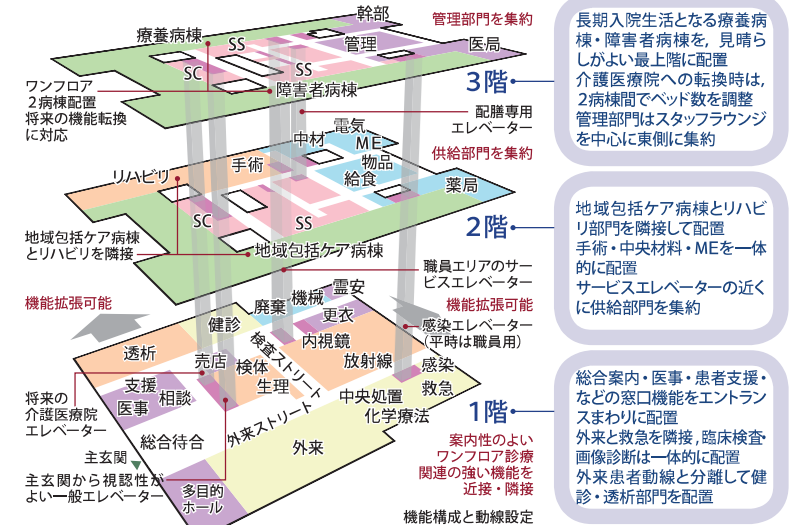 幹部
管理部門を集約
療養病棟
SS
管理
医局
SC
SS
障害者病棟
ワンフロア
2病棟配置
将来の機能転換
に対応
配膳専用
エレベーター
3階
長期入院生活となる療養病
棟・障害者病棟を，見晴ら
しがよい最上階に配置
介護医療院への転換時は，
2病棟間でベッド数を調整
管理部門はスタッフラウンジ
を中心に東側に集約
電気
中材
ME
供給部門を集約
手術
物品
リハビリ
給食
薬局
SC
SS
地域包括ケア病棟
地域包括ケア病棟
とリハビリを隣接
2階
職員エリアのサー
ビスエレベーター
地域包括ケア病棟とリハビ
リ部門を隣接して配置
手術・中央材料・MEを一体
的に配置
サービスエレベーターの近く
に供給部門を集約
機能拡張可能
霊安
機械
廃棄
更衣
機能拡張可能
健診
感染エレベーター
(平時は職員用)
内視鏡
検査ストリート
透析
売店
検体
放射線
感染
生理
救急
支援
相談
医事
中央処置
化学療法
将来の
介護医療院
エレベーター
外来ストリート
総合待合
外来
1階
案内性のよい
ワンフロア診療
関連の強い機能を
近接・隣接
主玄関
主玄関から視認性が
よい一般エレベーター
多目的
ホール
総合案内・医事・患者支援・
などの窓口機能をエントラン
スまわりに配置
外来と救急を隣接，臨床検査・
画像診断は一体的に配置
外来患者動線と分離して健
診・透析部門を配置
機能構成と動線設定